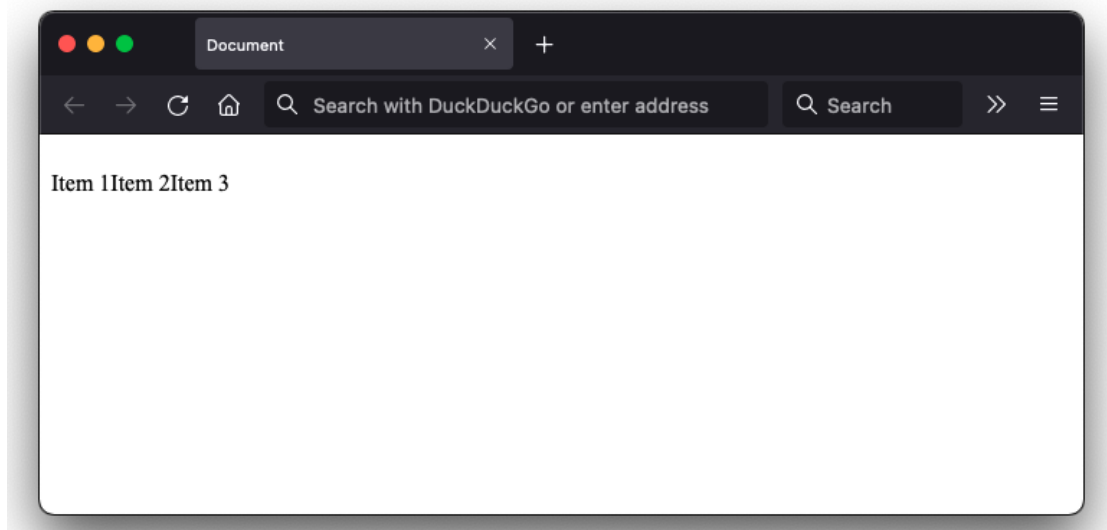 Document
Search with DuckDuckGo or enter address Search
Item 1Item 2Item 3